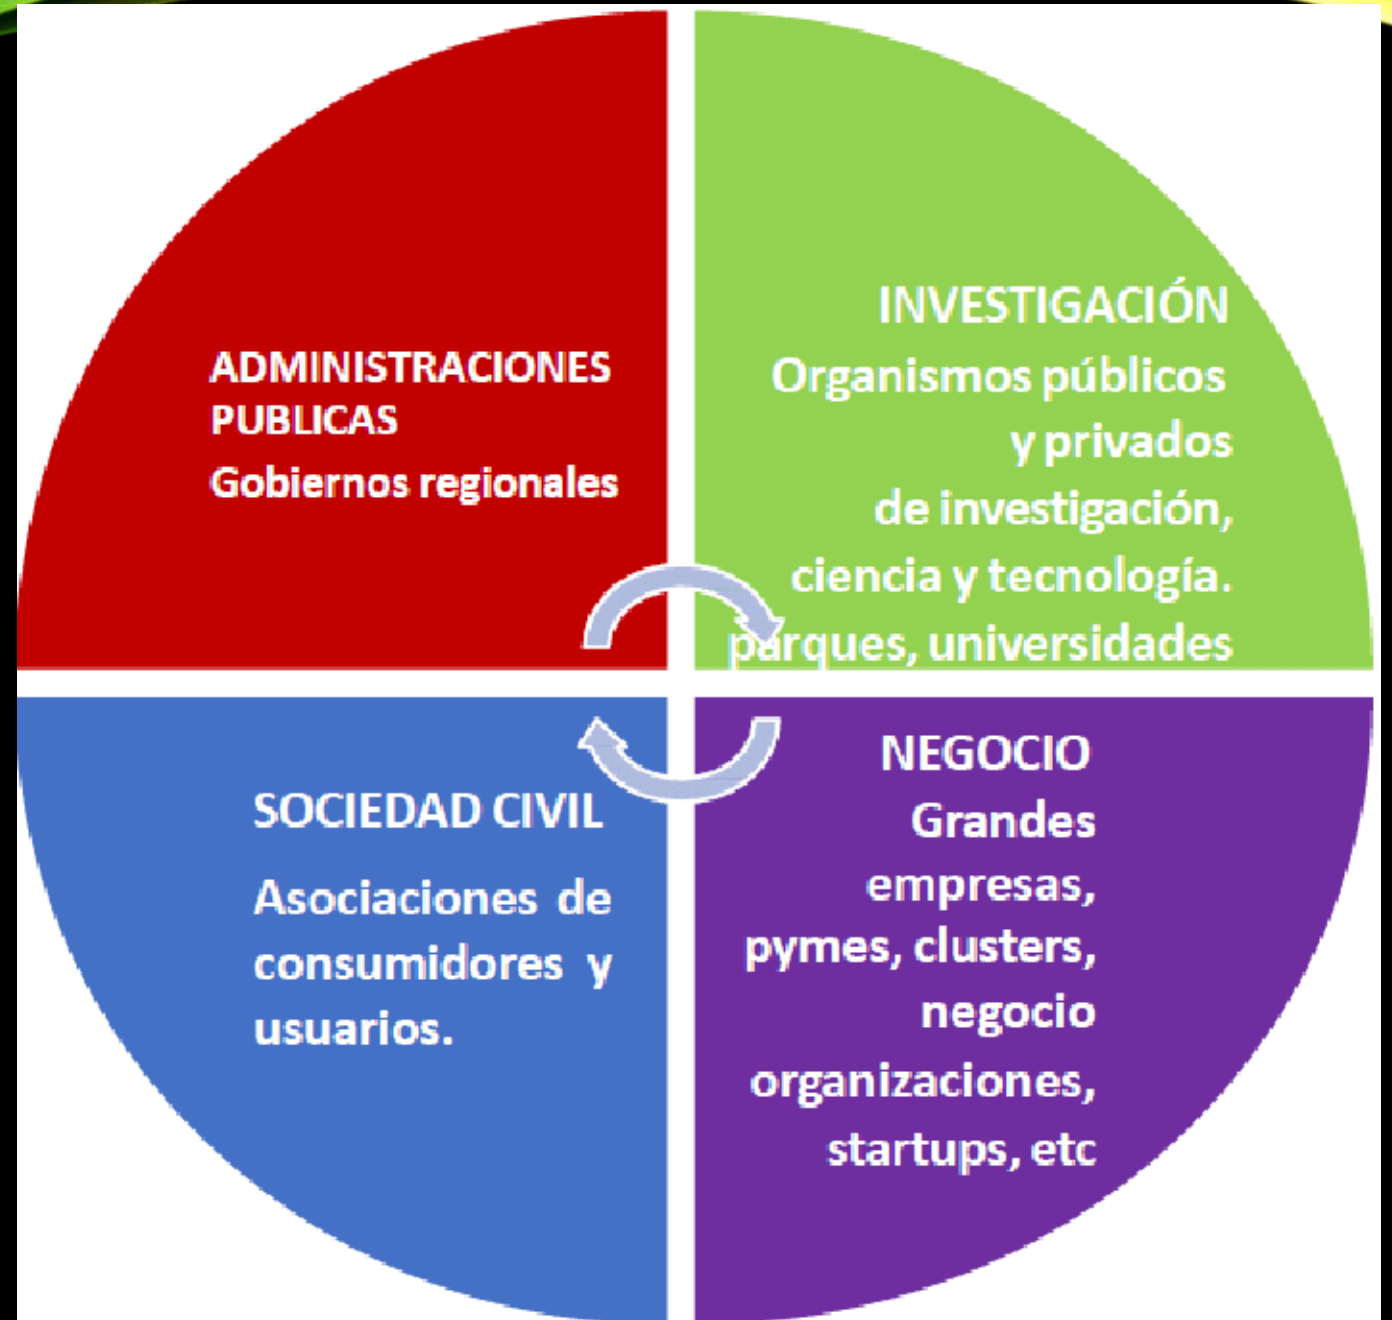 ADMINISTRACIONES
PUBLICAS
Gobiernos regionales
INVESTIGACIÓN
Organismos públicos
y privados
de investigación,
ciencia y tecnología.
parques, universidades
SOCIEDAD CIVIL
Asociaciones de
consumidores y
usuarios.
NEGOCIO
Grandes
empresas,
pymes, clusters,
negocio
organizaciones,
startups, etc